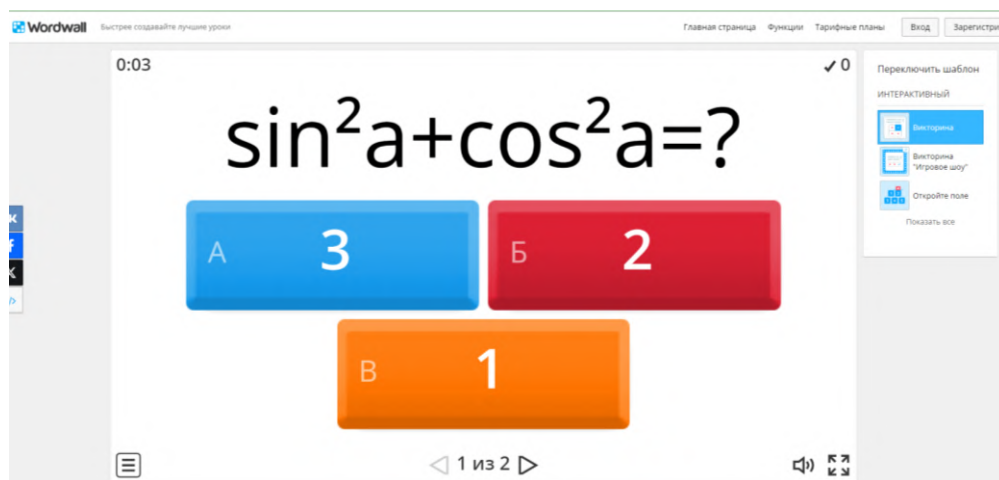 Wordwall Быстрее создавайте лучшие уроки Главная страница Функции Тарифные планы Вход Зарегистри
0:03 ✓ 0
sin²a+cos²a=?
А 3 Б 2
В 1
1 из 2
Переключить шаблон
ИНТЕРАКТИВНЫЙ
Викторина
Викторина
"Игровое шоу"
Откройте поле
Показать все